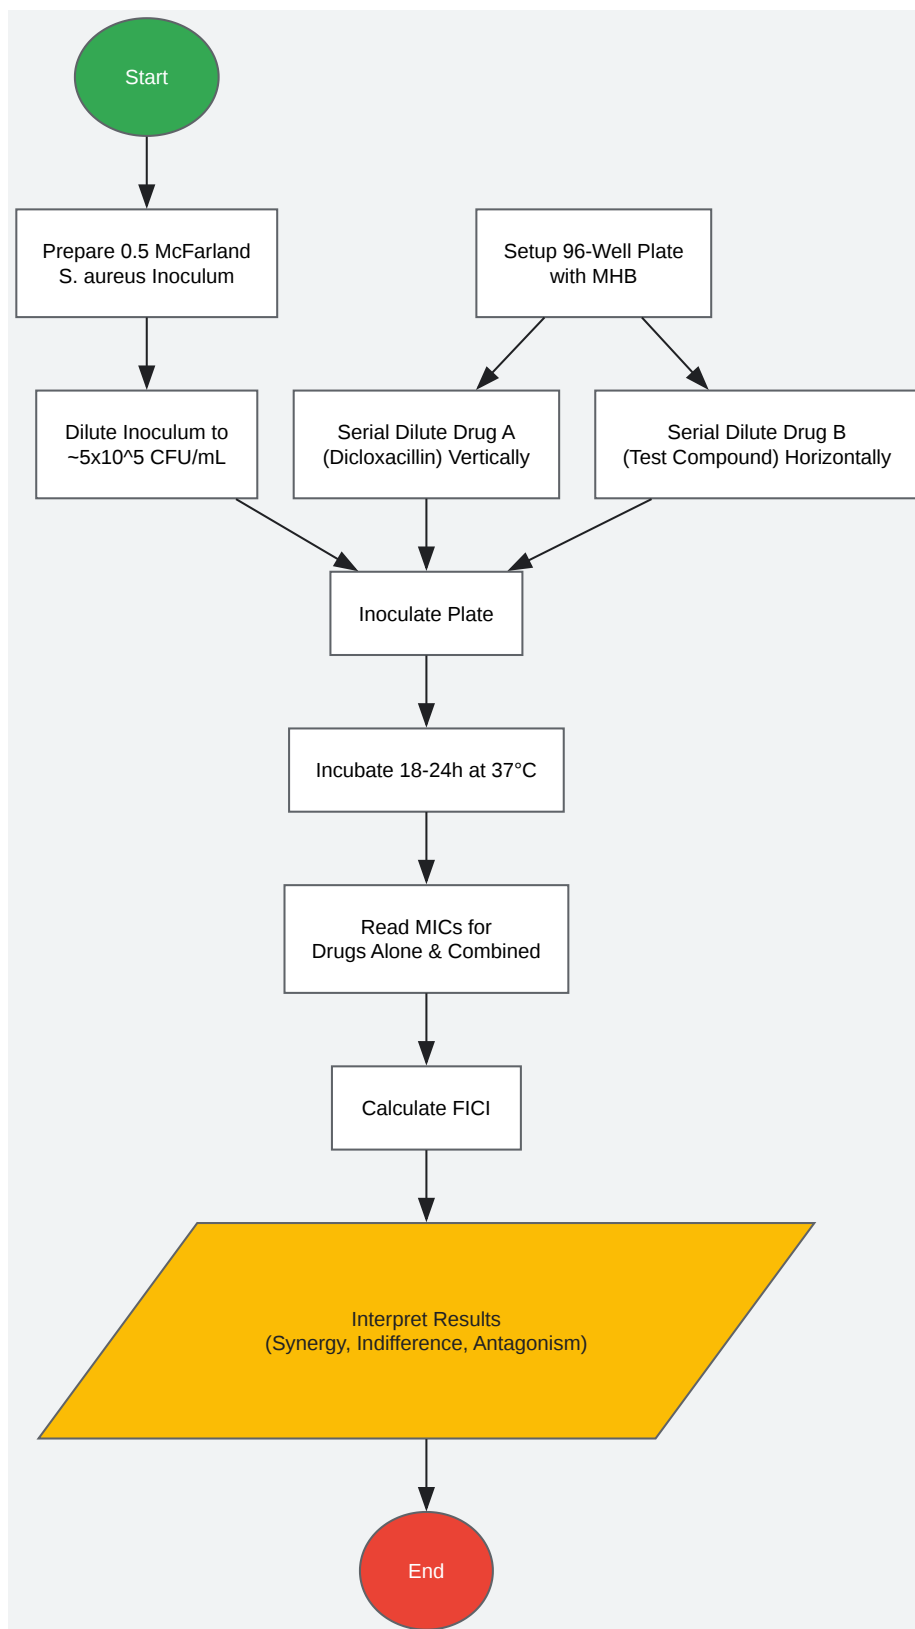 Start
Prepare 0.5 McFarland
S. aureus Inoculum
Setup 96-Well Plate
with MHB
Dilute Inoculum to
~5x10^5 CFU/mL
Serial Dilute Drug A
(Dicloxacillin) Vertically
Serial Dilute Drug B
(Test Compound) Horizontally
Inoculate Plate
Incubate 18-24h at 37°C
Read MICs for
Drugs Alone & Combined
Calculate FICI
Interpret Results
(Synergy, Indifference, Antagonism)
End